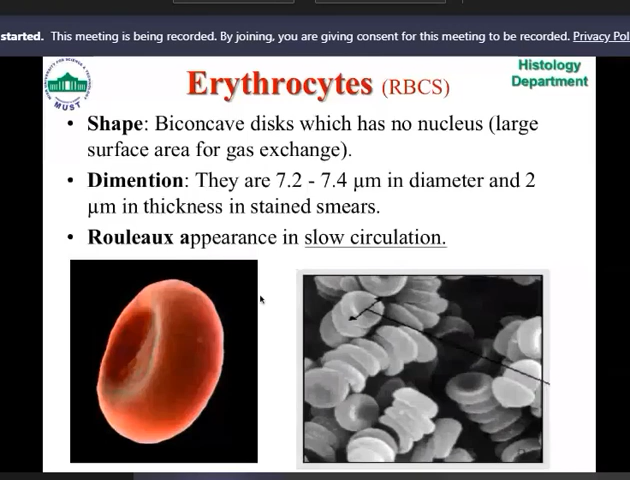 started. This meeting is being recorded. By joining, you are giving consent for this meeting to be recorded. Privacy Pol
Histology
Department
MUST
Erythrocytes (RBCS)
• Shape: Biconcave disks which has no nucleus (large
surface area for gas exchange).
• Dimention: They are 7.2 - 7.4 µm in diameter and 2
µm in thickness in stained smears.
• Rouleaux appearance in slow circulation.